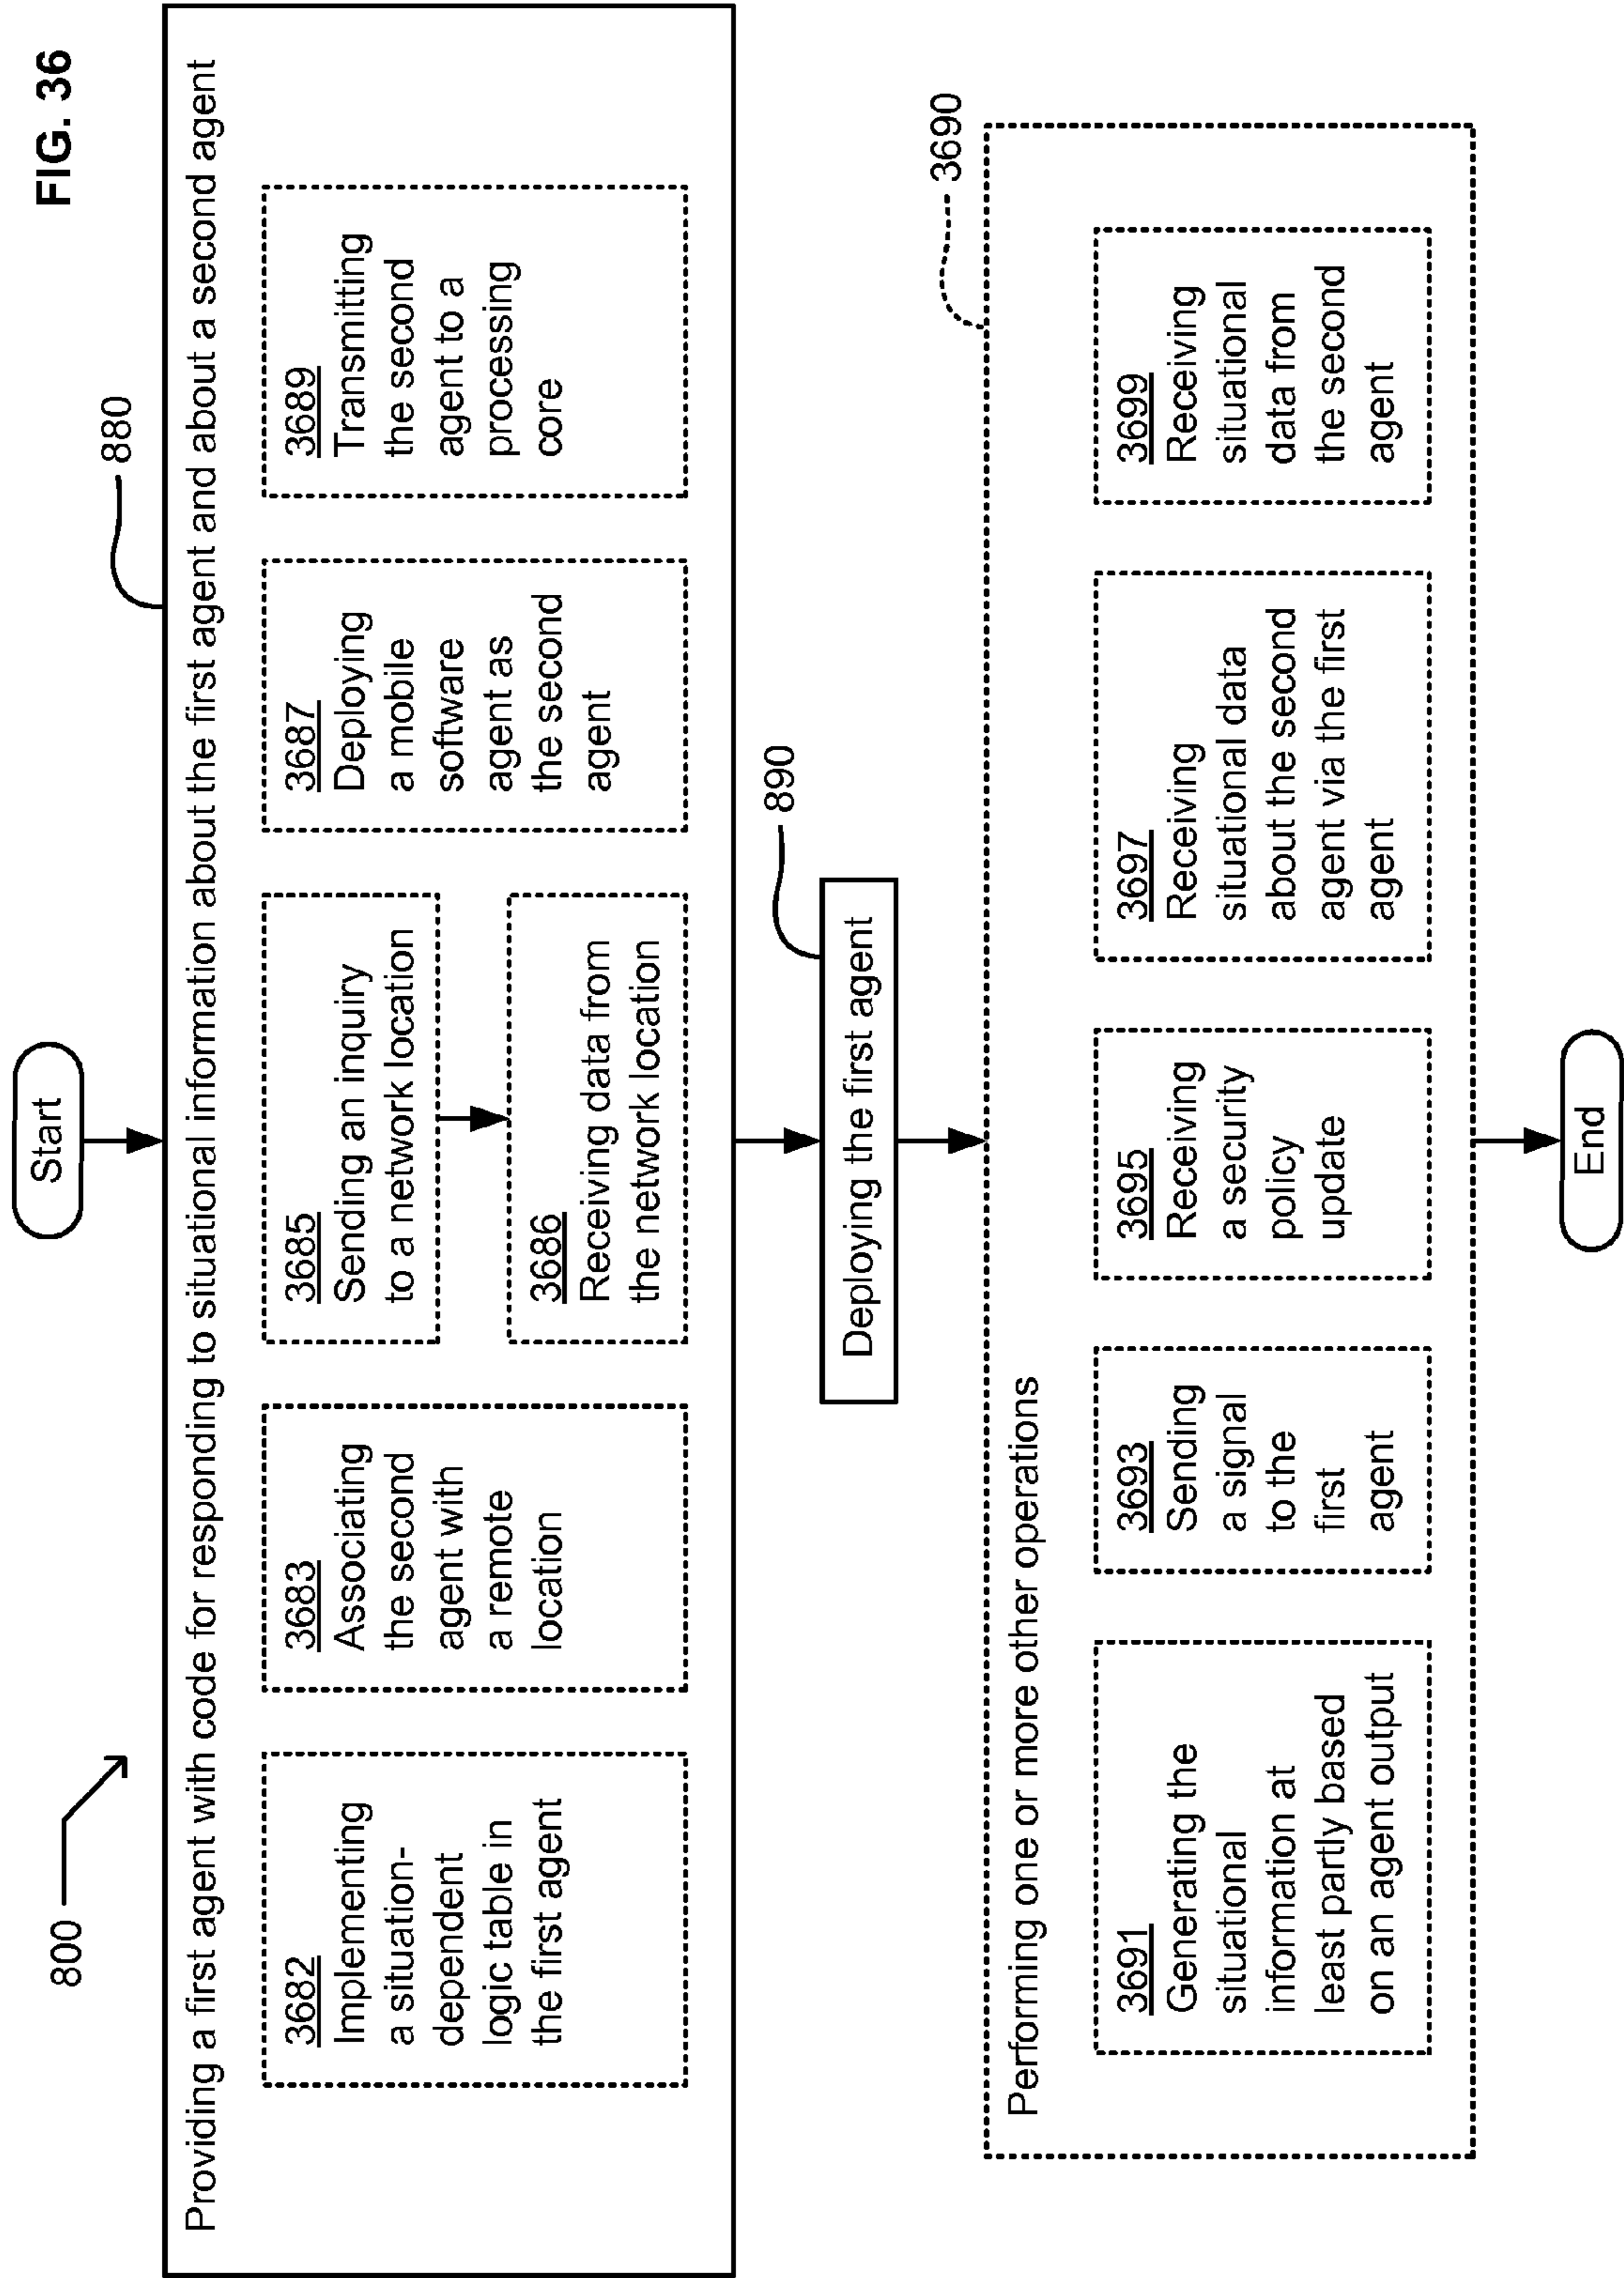 FIG. 36
800
Start
880
Providing a first agent with code for responding to situational information about the first agent and about a second agent
3682
Implementing
a situation-
dependent
logic table in
the first agent
3683
Associating
the second
agent with
a remote
location
3685
Sending an inquiry
to a network location
3686
Receiving data from
the network location
3687
Deploying
a mobile
software
agent as
the second
agent
3689
Transmitting
the second
agent to a
processing
core
890
Deploying the first agent
3690
Performing one or more other operations
3691
Generating the
situational
information at
least partly based
on an agent output
3693
Sending
a signal
to the
first
agent
3695
Receiving
a security
policy
update
3697
Receiving
situational data
about the second
agent via the first
agent
3699
Receiving
situational
data from
the second
agent
End